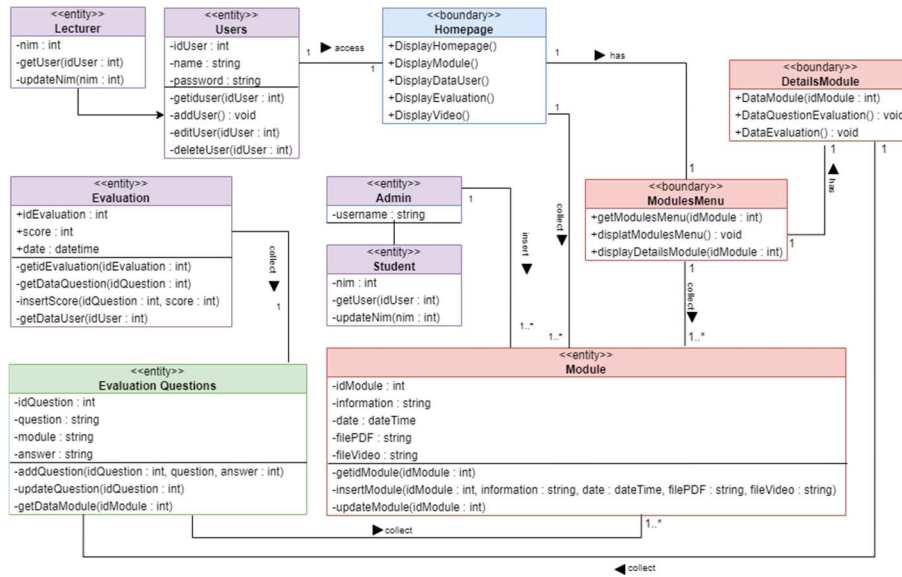 <<entity>>
Lecturer
-nim : int
-getUser(idUser : int)
-updateNim(nim : int)
<<entity>>
Users
-idUser : int
-name : string
-password : string
-getiduser(idUser : int)
-addUser() : void
-editUser(idUser : int)
-deleteUser(idUser : int)
1
access
1
<<boundary>>
Homepage
+DisplayHomepage()
+DisplayModule()
+DisplayDataUser()
+DisplayEvaluation()
+DisplayVideo()
1
has
1
1
collect
1..*
<<boundary>>
DetailsModule
+DataModule(idModule : int)
+DataQuestionEvaluation() : void
+DataEvaluation() : void
1
1
has
1
<<entity>>
Evaluation
+idEvaluation : int
+score : int
+date : datetime
-getidEvaluation(idEvaluation : int)
-getDataQuestion(idQuestion : int)
-insertScore(idQuestion : int, score : int)
-getDataUser(idUser : int)
collect
1
<<entity>>
Admin
-username : string
1
insert
1..*
<<entity>>
Student
-nim : int
-getUser(idUser : int)
-updateNim(nim : int)
<<boundary>>
ModulesMenu
+getModulesMenu(idModule : int)
+displatModulesMenu() : void
+displayDetailsModule(idModule : int)
1
collect
1..*
<<entity>>
Evaluation Questions
-idQuestion : int
-question : string
-module : string
-answer : string
-addQuestion(idQuestion : int, question, answer : int)
-updateQuestion(idQuestion : int)
-getDataModule(idModule : int)
<<entity>>
Module
-idModule : int
-information : string
-date : dateTime
-filePDF : string
-fileVideo : string
-getidModule(idModule : int)
-insertModule(idModule : int, information : string, date : dateTime, filePDF : string, fileVideo : string)
-updateModule(idModule : int)
collect
1..*
collect